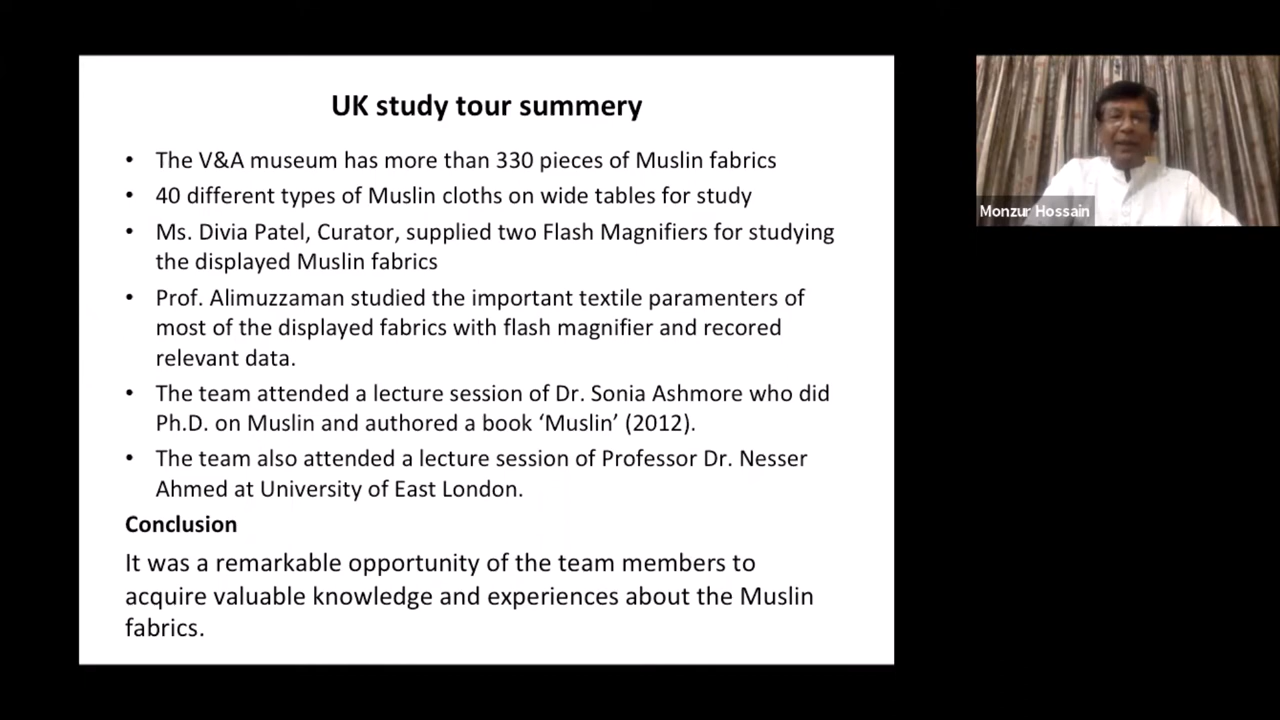 UK study tour summery
• The V&A museum has more than 330 pieces of Muslin fabrics
• 40 different types of Muslin cloths on wide tables for study
• Ms. Divia Patel, Curator, supplied two Flash Magnifiers for studying
the displayed Muslin fabrics
• Prof. Alimuzzaman studied the important textile paramenters of
most of the displayed fabrics with flash magnifier and recored
relevant data.
• The team attended a lecture session of Dr. Sonia Ashmore who did
Ph.D. on Muslin and authored a book ‘Muslin’ (2012).
• The team also attended a lecture session of Professor Dr. Nesser
Ahmed at University of East London.
Conclusion
It was a remarkable opportunity of the team members to
acquire valuable knowledge and experiences about the Muslin
fabrics.
Monzur Hossain